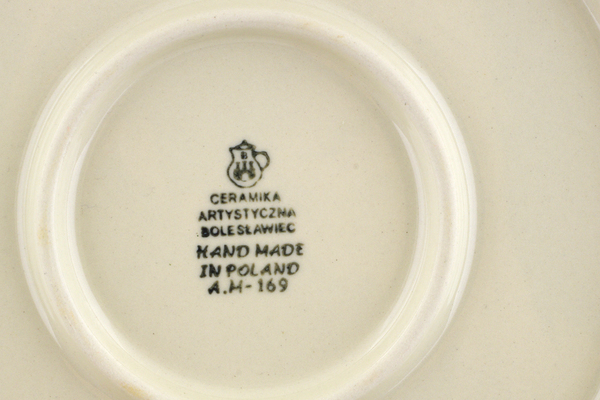 B
CERAMIKA
ARTYSTYCZNA
BOLESŁAWIEC
HAND MADE
IN POLAND
A.H-169